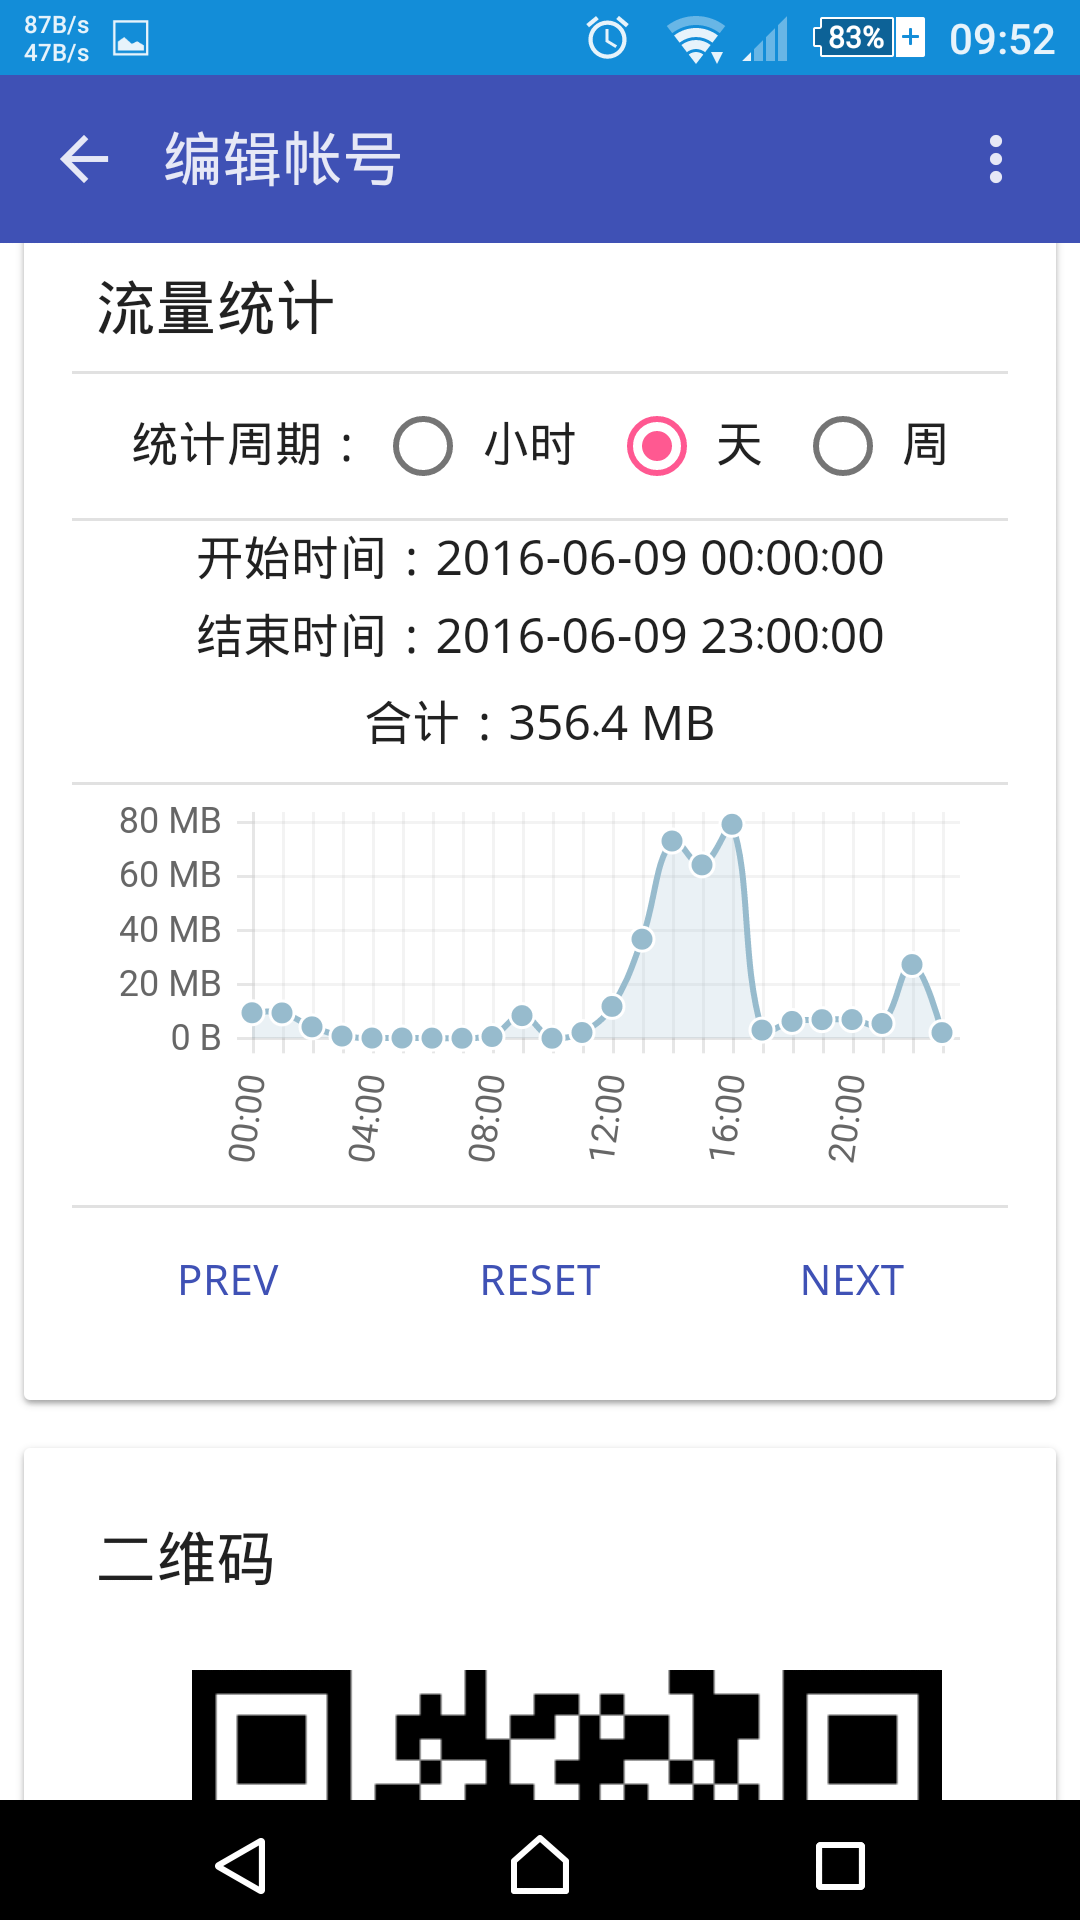 87B/s
47B/s
83%
09:52
编辑帐号
流量统计
统计周期：
小时
天
周
开始时间：2016-06-09 00:00:00
结束时间：2016-06-09 23:00:00
合计：356.4 MB
80 MB
60 MB
40 MB
20 MB
0 B
00:00
04:00
08:00
12:00
16:00
20:00
PREV
RESET
NEXT
二维码